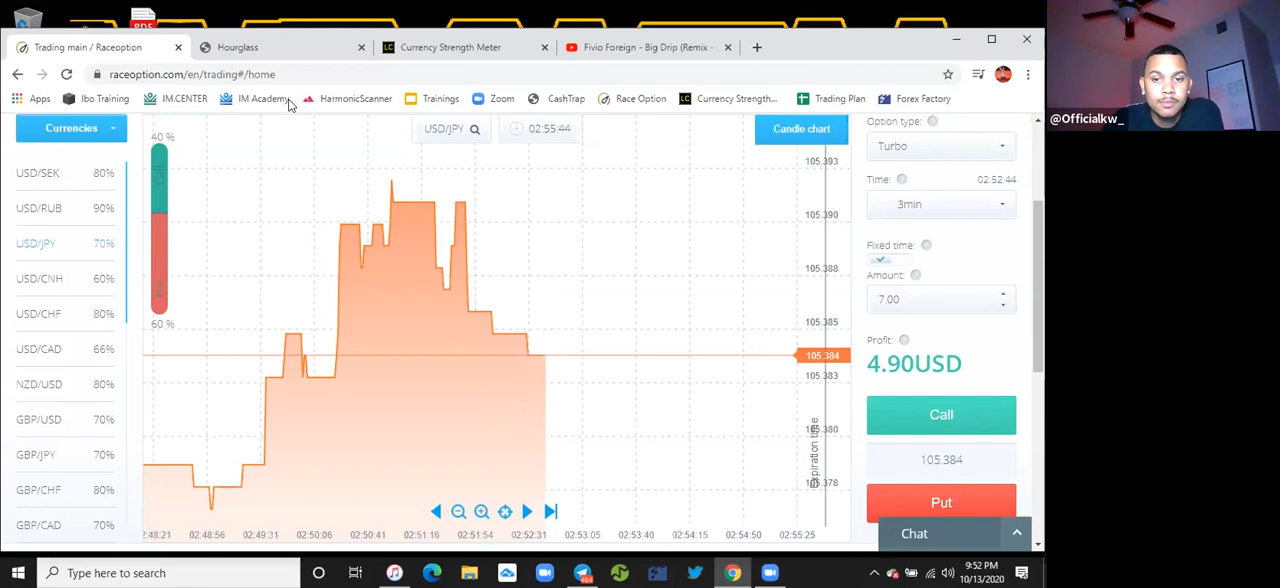 PDF
Trading main / Raceoption
Hourglass
LC Currency Strength Meter
Fivio Foreign - Big Drip (Remix -
raceoption.com/en/trading#/home
Apps
Ibo Training
IM.CENTER
IM Academy
HarmonicScanner
Trainings
Zoom
CashTrap
Race Option
LC Currency Strength...
Trading Plan
Forex Factory
@Officialkw_
Currencies
USD/SEK 80%
USD/RUB 90%
USD/JPY 70%
USD/CNH 60%
USD/CHF 80%
USD/CAD 66%
NZD/USD 80%
GBP/USD 70%
GBP/JPY 70%
GBP/CHF 80%
GBP/CAD 70%
40 %
Call
Put
60 %
USD/JPY
02:55:44
Candle chart
105.393
105.390
105.388
105.385
105.384
105.383
105.380
105.378
Expiration time
:48:21 02:48:56 02:49:31 02:50:06 02:50:41 02:51:16 02:51:54 02:52:31 02:53:05 02:53:40 02:54:15 02:54:50 02:55:25
Option type:
Turbo
Time: 02:52:44
3min
Fixed time:
Amount:
7.00
Profit:
4.90USD
Call
105.384
Put
Chat
Type here to search
9:52 PM
10/13/2020